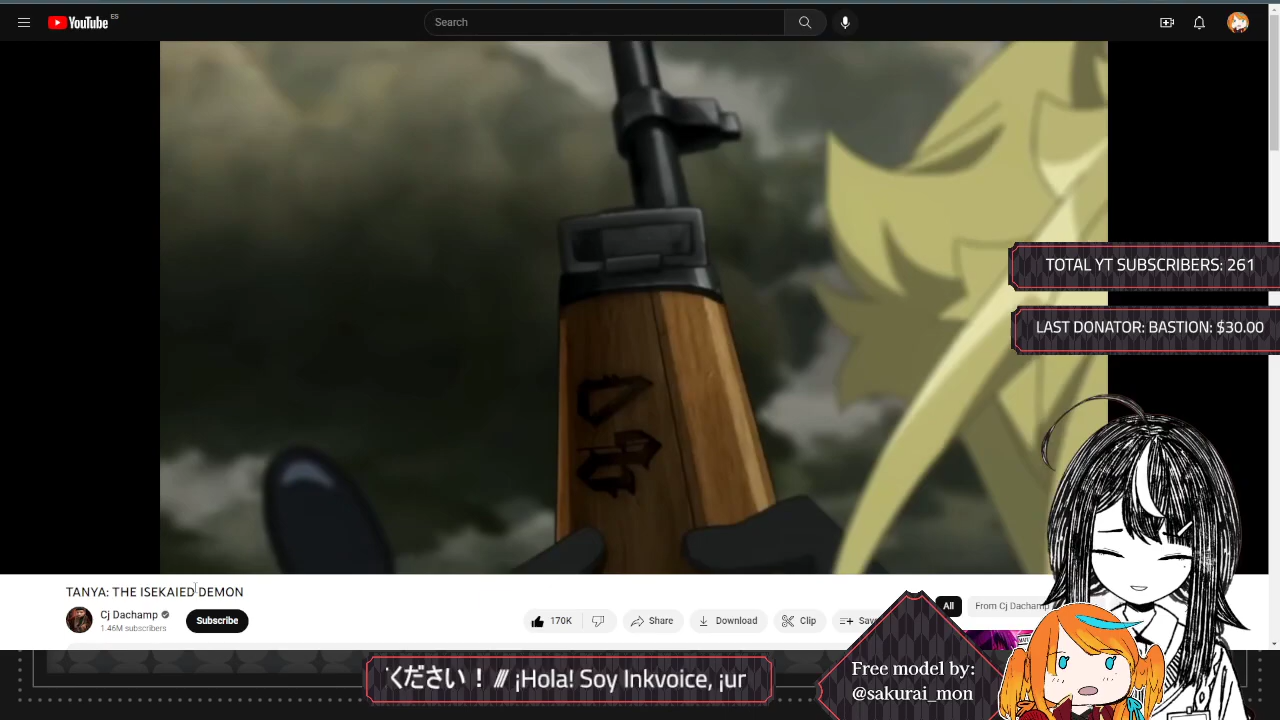 YouTube ES
Search
TOTAL YT SUBSCRIBERS: 261
LAST DONATOR: BASTION: $30.00
TANYA: THE ISEKAIED DEMON
Cj Dachamp
1.46M subscribers
Subscribe
170K
Share
Download
Clip
Save
All
From Cj Dachamp
ください！ /// ¡Hola! Soy Inkvoice, ¡ur
Free model by:
@sakurai_mon